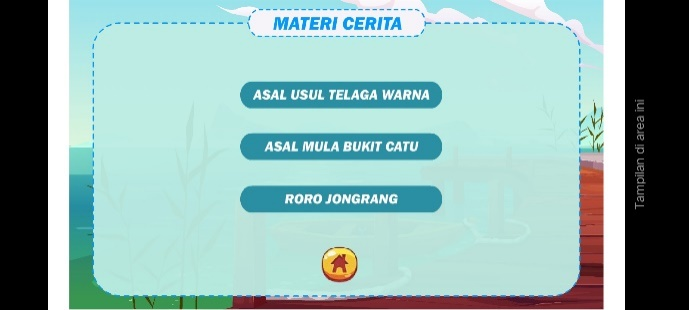 MATERI CERITA
ASAL USUL TELAGA WARNA
ASAL MULA BUKIT CATU
RORO JONGRANG
Tampilan di area ini